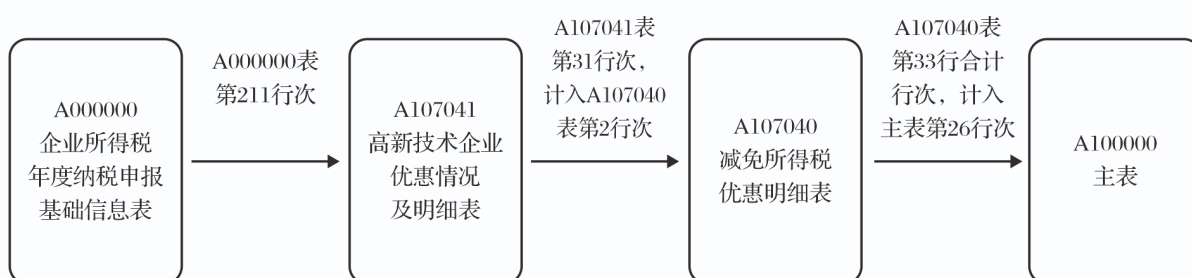 A000000
企业所得税
年度纳税申报
基础信息表
A000000表
第211行次
A107041
高新技术企业
优惠情况
及明细表
A107041表
第31行次，
计入A107040
表第2行次
A107040
减免所得税
优惠明细表
A107040表
第33行合计
行次，计入
主表第26行次
A100000
主表